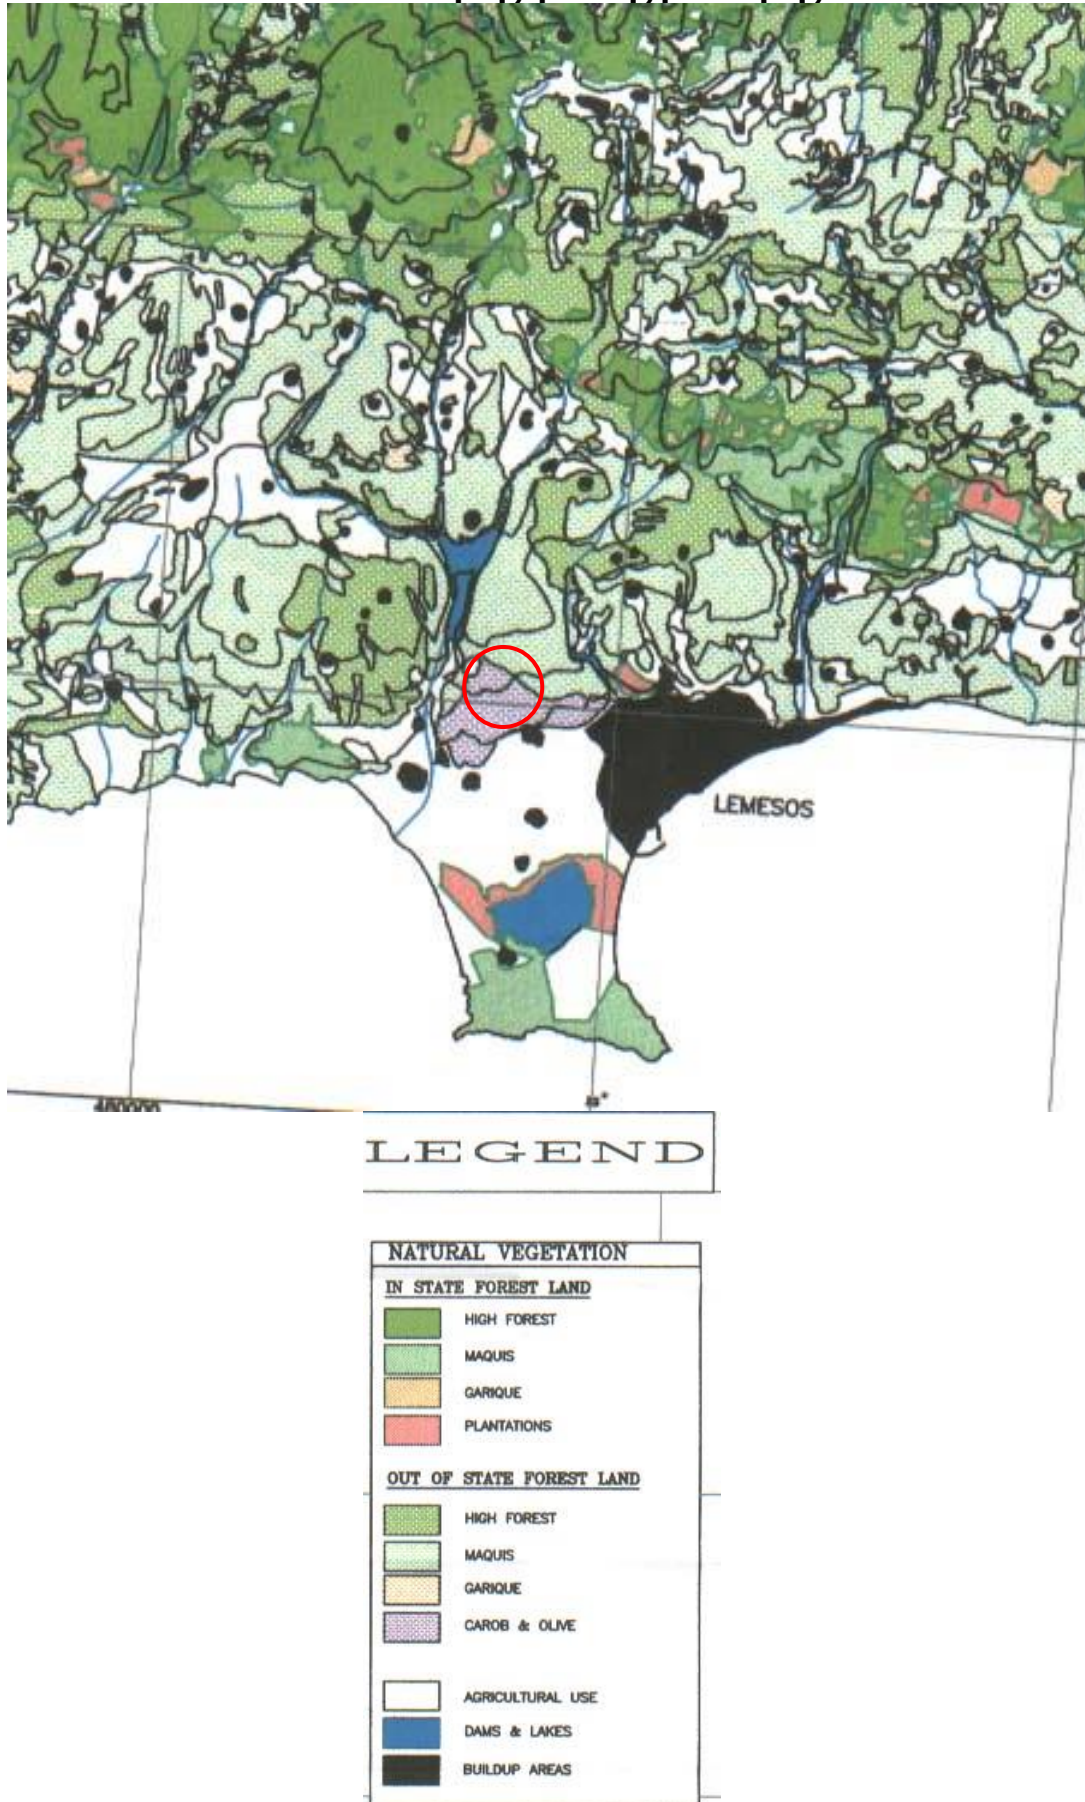 LEMESOS
LEGEND
NATURAL VEGETATION
IN STATE FOREST LAND
HIGH FOREST
MAQUIS
GARIQUE
PLANTATIONS
OUT OF STATE FOREST LAND
HIGH FOREST
MAQUIS
GARIQUE
CAROB & OLIVE
AGRICULTURAL USE
DAMS & LAKES
BUILDUP AREAS